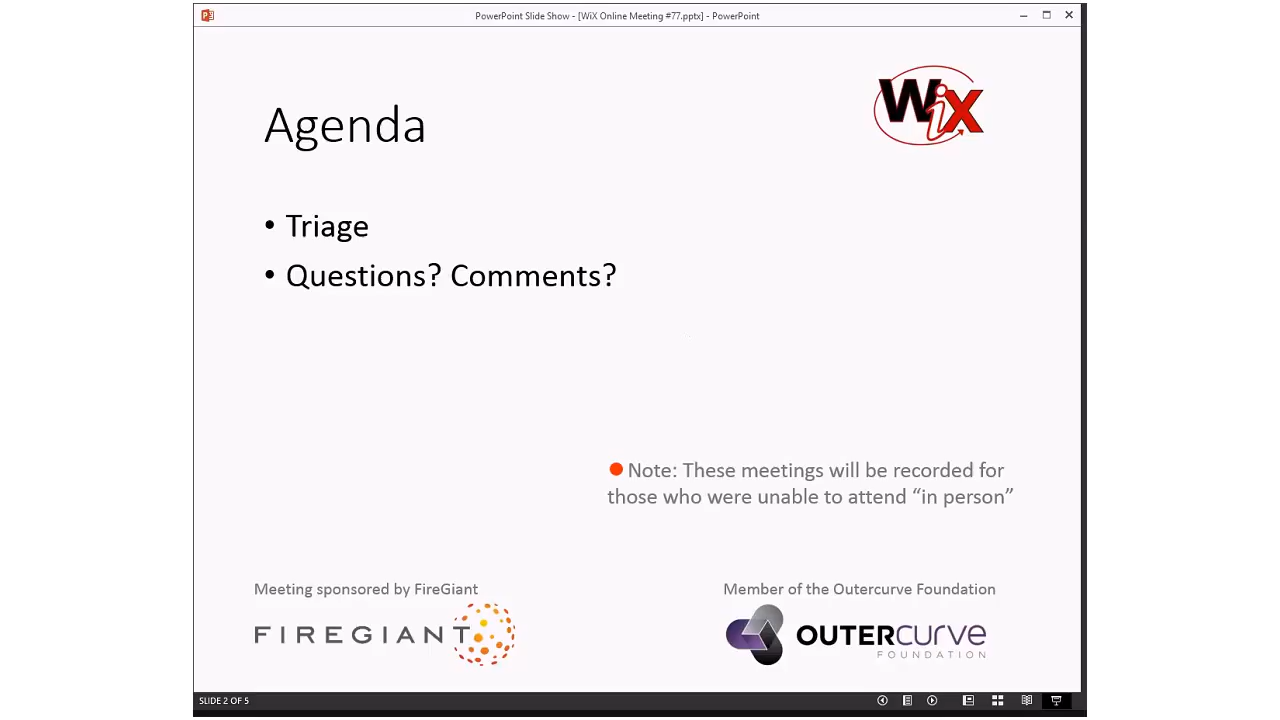 PowerPoint Slide Show - [WiX Online Meeting #77.pptx] - PowerPoint
WiX
Agenda
• Triage
• Questions? Comments?
Note: These meetings will be recorded for
those who were unable to attend “in person”
Meeting sponsored by FireGiant
Member of the Outercurve Foundation
FIREGIANT
OUTERCURVE
FOUNDATION
SLIDE 2 OF 5